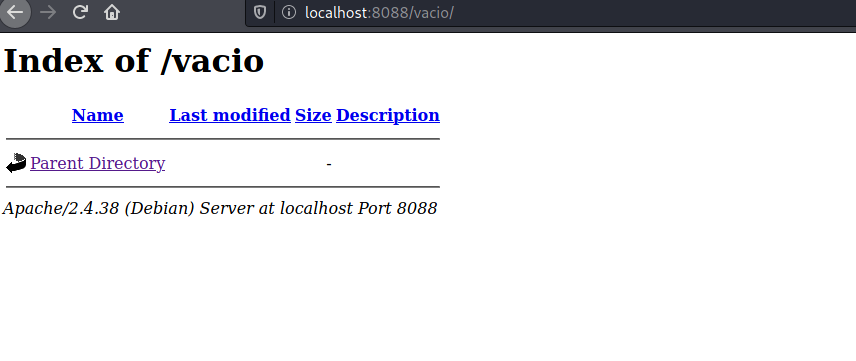 localhost:8088/vacio/
Index of /vacio
Name Last modified Size Description
Parent Directory -
Apache/2.4.38 (Debian) Server at localhost Port 8088